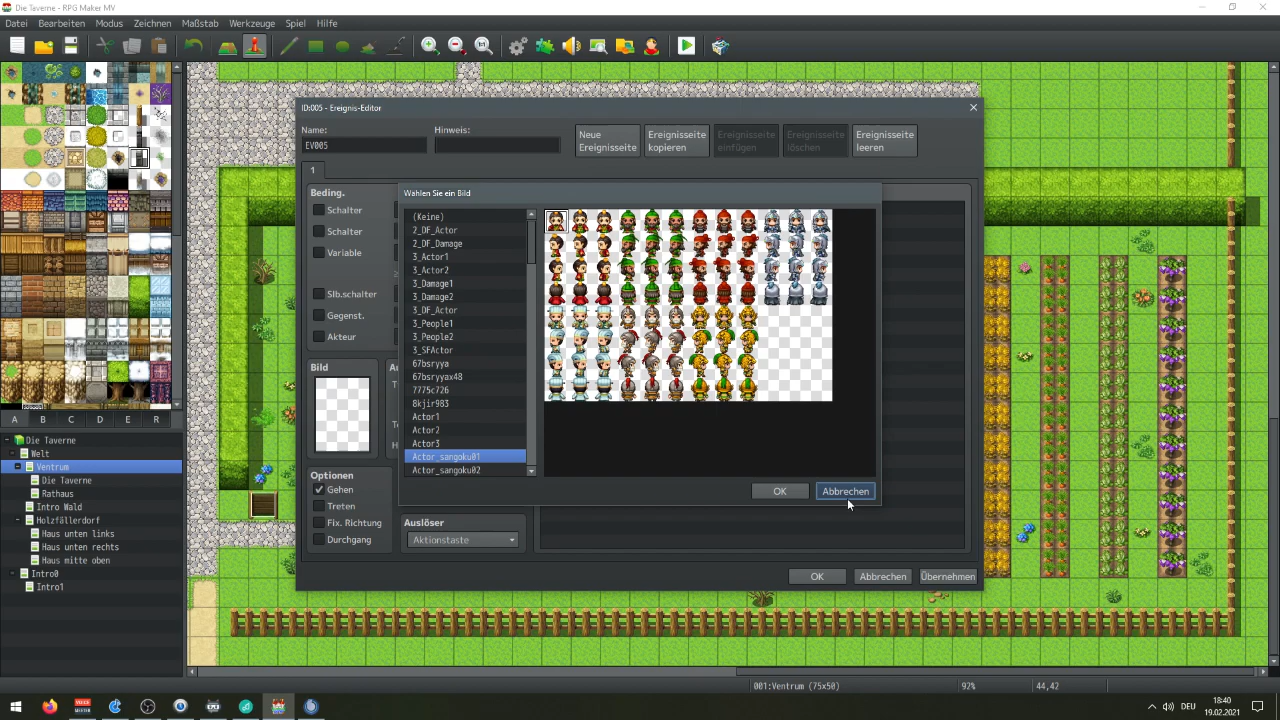 Die Taverne - RPG Maker MV
Datei Bearbeiten Modus Zeichnen Maßstab Werkzeuge Spiel Hilfe
ID:005 - Ereignis-Editor
Name:
EV005
Hinweis:
Neue Ereignisseite
Ereignisseite kopieren
Ereignisseite einfügen
Ereignisseite löschen
Ereignisseite leeren
1
Beding.
Schalter
Schalter
Variable
Slb.schalter
Gegenst.
Akteur
Bild
Optionen
Gehen
Treten
Fix. Richtung
Durchgang
Auslöser
Aktionstaste
OK Abbrechen Übernehmen
Wählen Sie ein Bild
(Keine)
2_DF_Actor
2_DF_Damage
3_Actor1
3_Actor2
3_Damage1
3_Damage2
3_DF_Actor
3_People1
3_People2
3_SFActor
67bsryya
67bsryyax48
7775c726
8kjir983
Actor1
Actor2
Actor3
Actor_sangoku01
Actor_sangoku02
OK Abbrechen
A B C D E R
Die Taverne
Welt
Ventrum
Die Taverne
Rathaus
Intro Wald
Holzfällerdorf
Haus unten links
Haus unten rechts
Haus mitte oben
Intro0
Intro1
001:Ventrum (75x50) 92% 44,42
DEU
18:40
19.02.2021